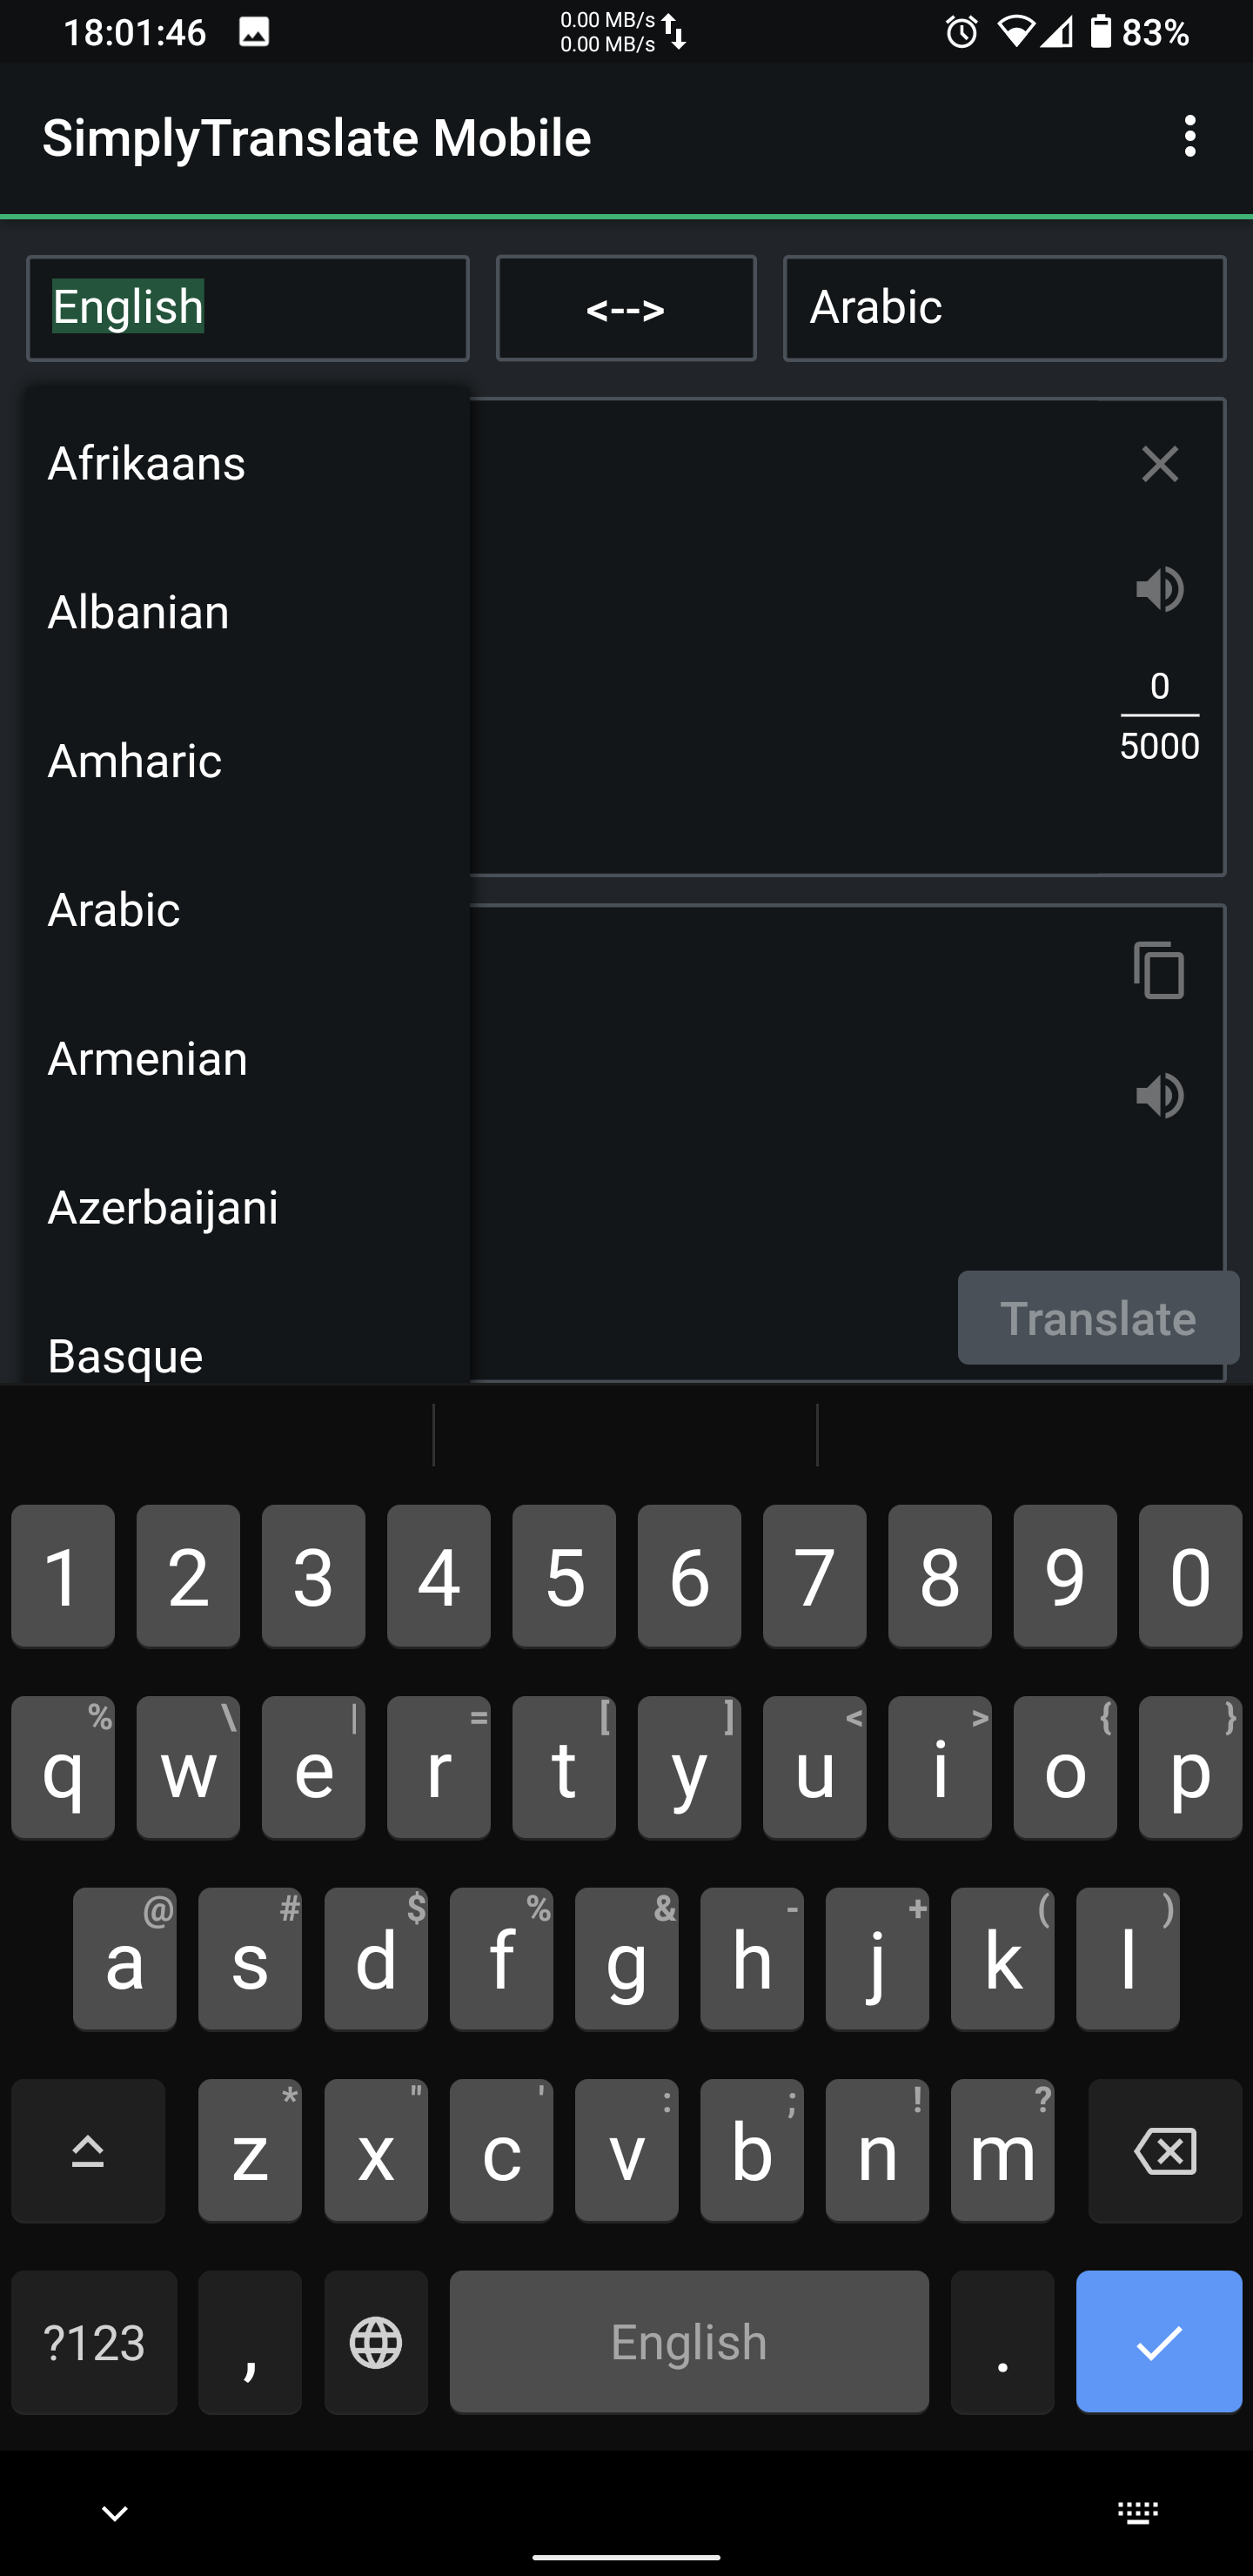 18:01:46 0.00 MB/s 83%
0.00 MB/s
SimplyTranslate Mobile
English <--> Arabic
Afrikaans
Albanian
0
5000
Amharic
Arabic
Armenian
Azerbaijani
Translate
Basque
1 2 3 4 5 6 7 8 9 0
% \ | = [ ] < > { }
q w e r t y u i o p
@ # $ % & - + ( )
a s d f g h j k l
* " ' : ; ! ?
z x c v b n m
?123 , English .